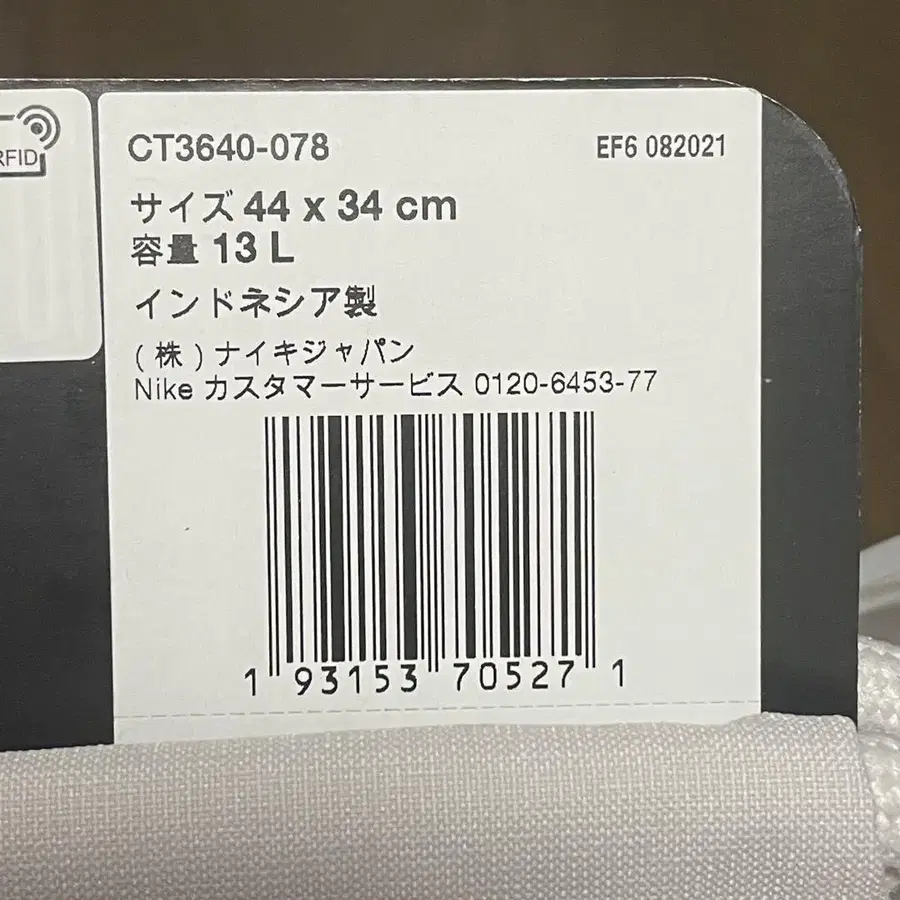 RFID
CT3640-078
EF6 082021
サイズ 44 x 34 cm
容量 13 L
インドネシア製
(株)ナイキジャパン
Nike カスタマーサービス 0120-6453-77
1 93153 70527 1